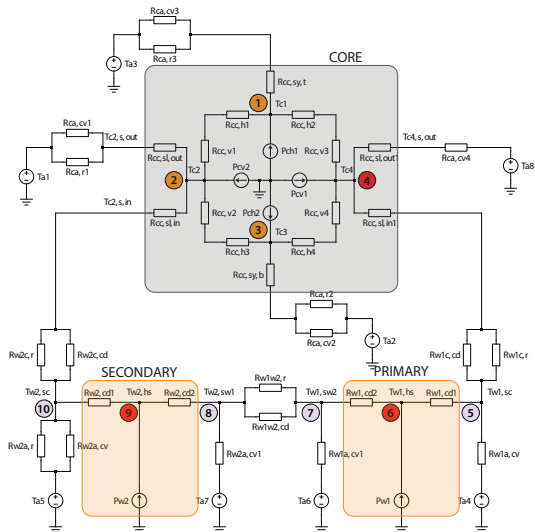 Rca, cv3
Rca, r3
Ta3
CORE
Rcc, sy, t
1
Tc1
Rcc, h1
Rcc, h2
Rca, cv1
Rca, r1
Ta1
Tc2, s, out
Rcc, sl, out
Rcc, v1
Pch1
Rcc, v3
Tc4, s, out
Rcc, sl, out1
Rca, cv4
Ta8
Tc2
2
Pcv2
Pcv1
Tc4
4
Tc2, s, in
Rcc, sl, in
Rcc, v2
Pch2
Rcc, v4
Rcc, sl, in1
3
Tc3
Rcc, h3
Rcc, h4
Rcc, sy, b
Rca, r2
Rca, cv2
Ta2
Rw2c, r
Rw2c, cd
Rw1c, cd
Rw1c, r
SECONDARY
PRIMARY
Tw2, sc
Rw2, cd1
Tw2, hs
Rw2, cd2
Tw2, sw1
Rw1w2, r
Tw1, sw2
Rw1, cd2
Tw1, hs
Rw1, cd1
Tw1, sc
10
9
8
7
6
5
Rw1w2, cd
Rw2a, r
Rw2a, cv
Rw2a, cv1
Rw1a, cv1
Rw1a, cv
Ta5
Pw2
Ta7
Ta6
Pw1
Ta4